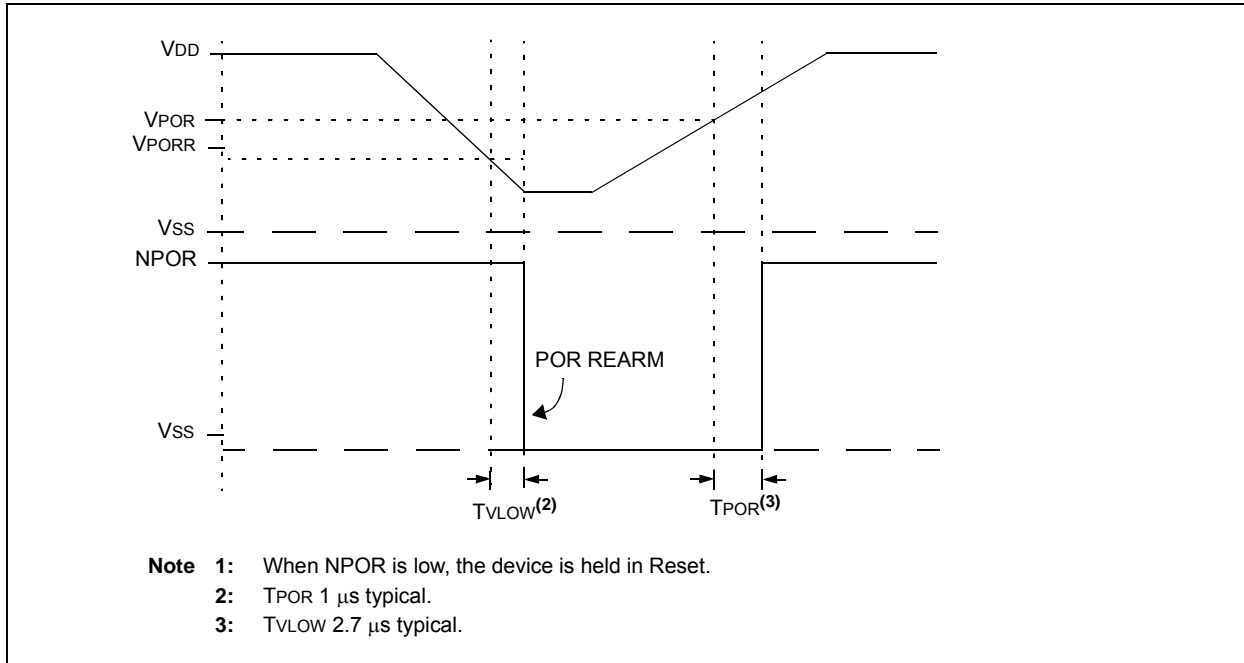 VDD
VPOR
VPORR
VSS
NPOR
POR REARM
VSS
TVLOW(2)
TPOR(3)
Note 1: When NPOR is low, the device is held in Reset.
2: TPOR 1 μs typical.
3: TVLOW 2.7 μs typical.